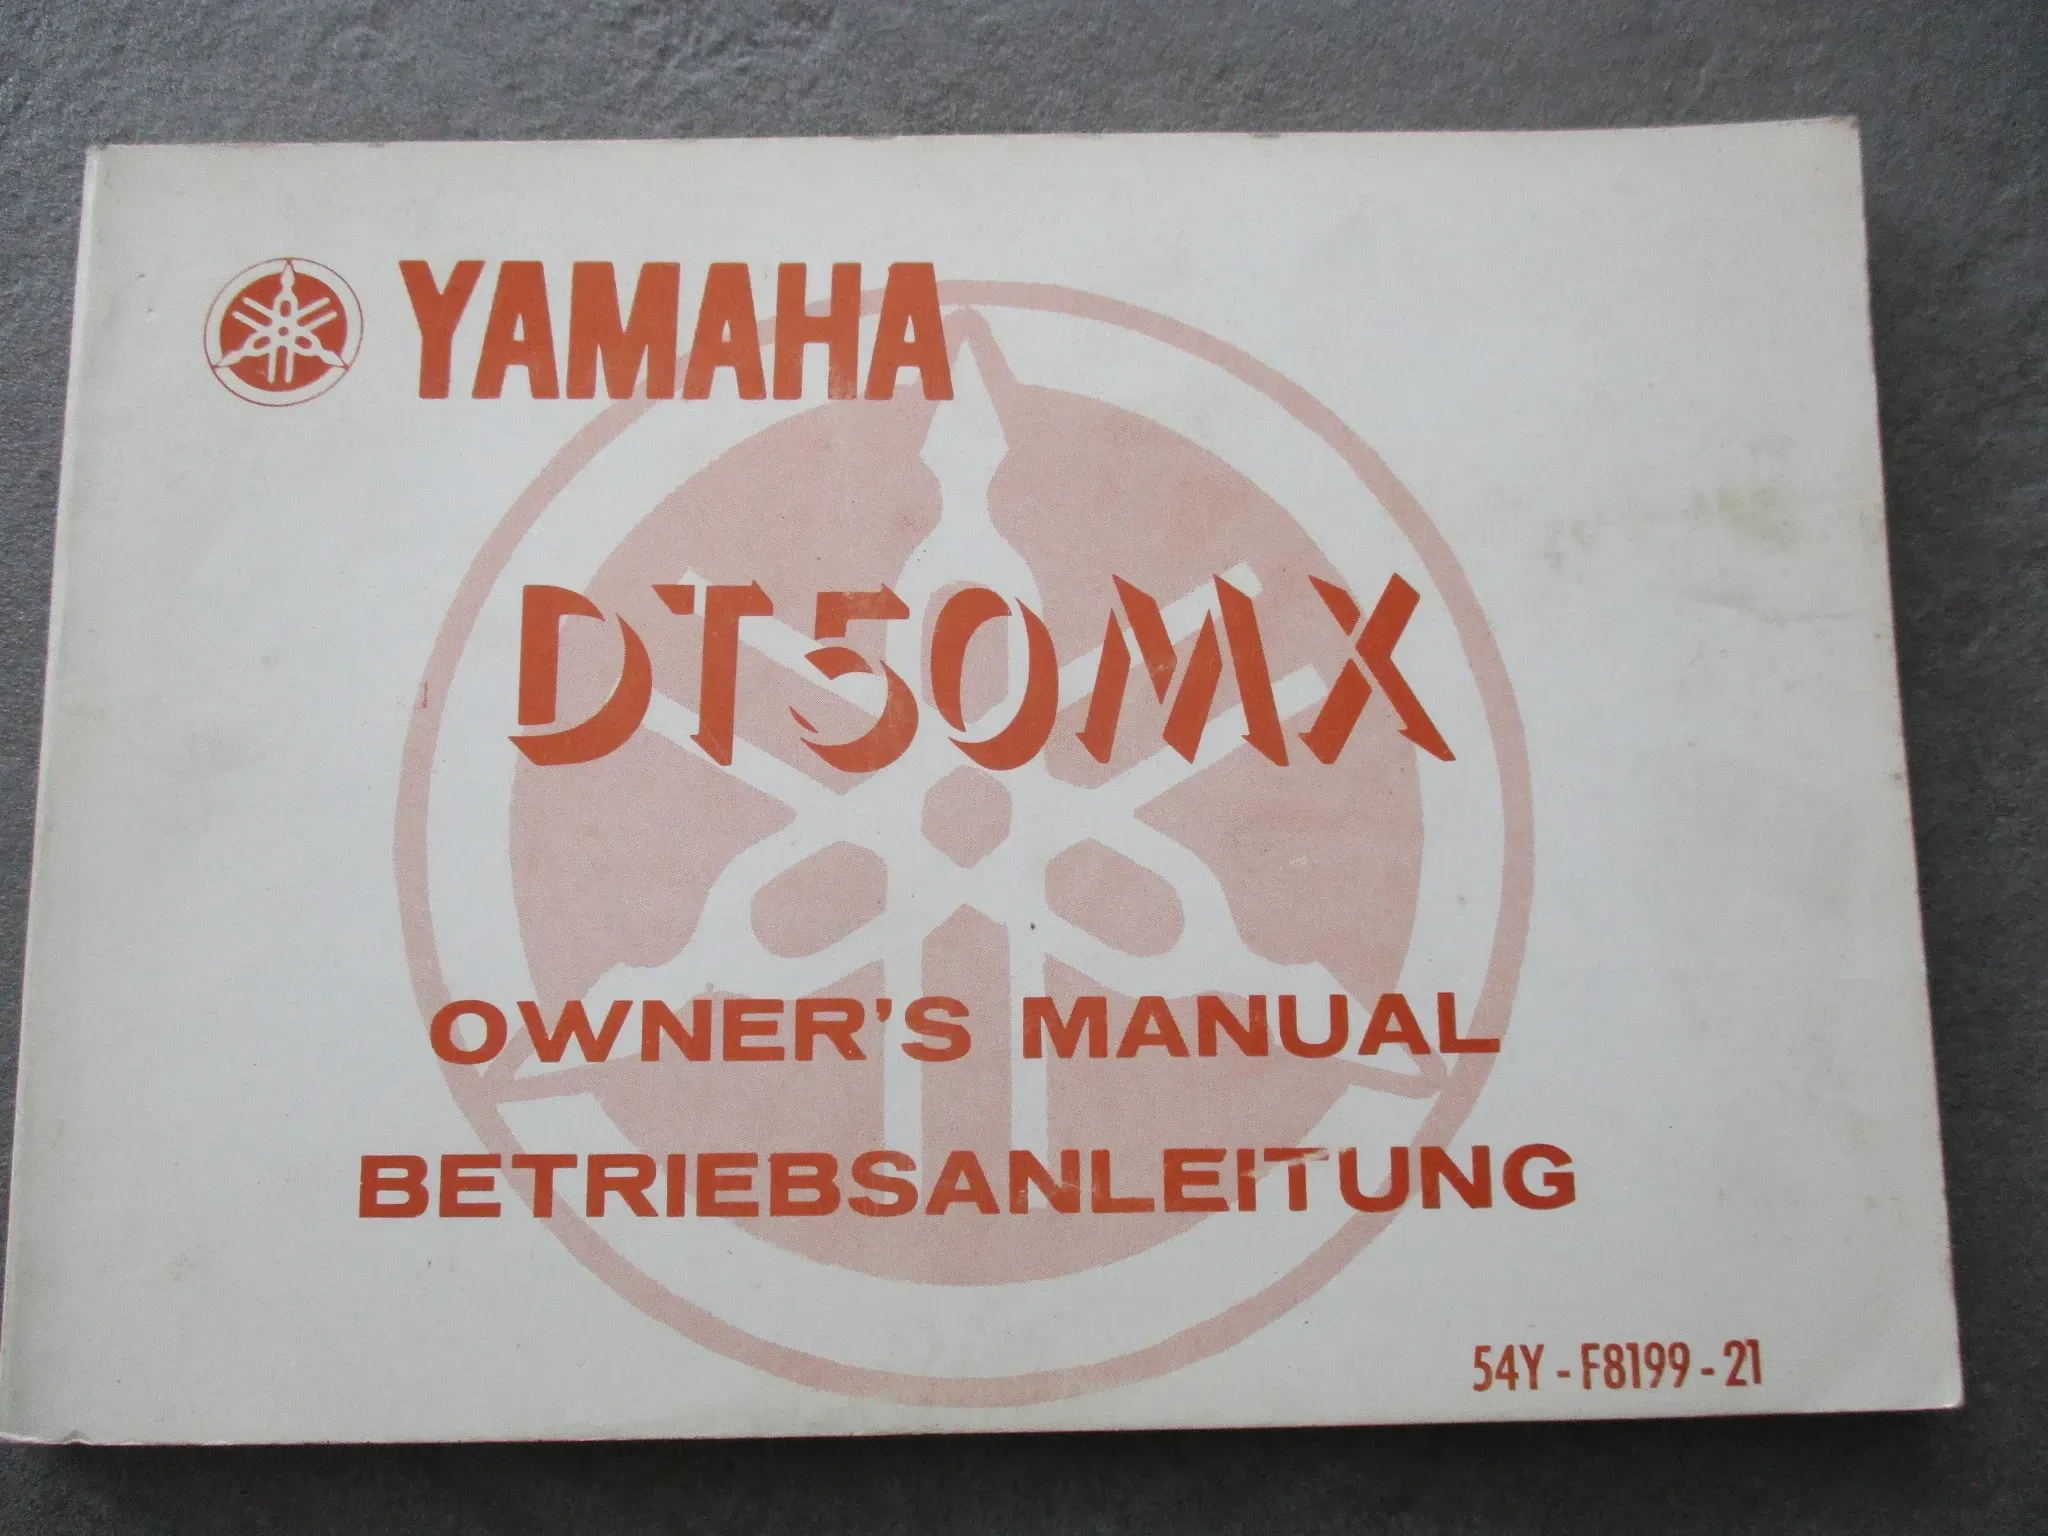 YAMAHA
DT50MX
OWNER'S MANUAL
BETRIEBSANLEITUNG
54Y-F8199-21